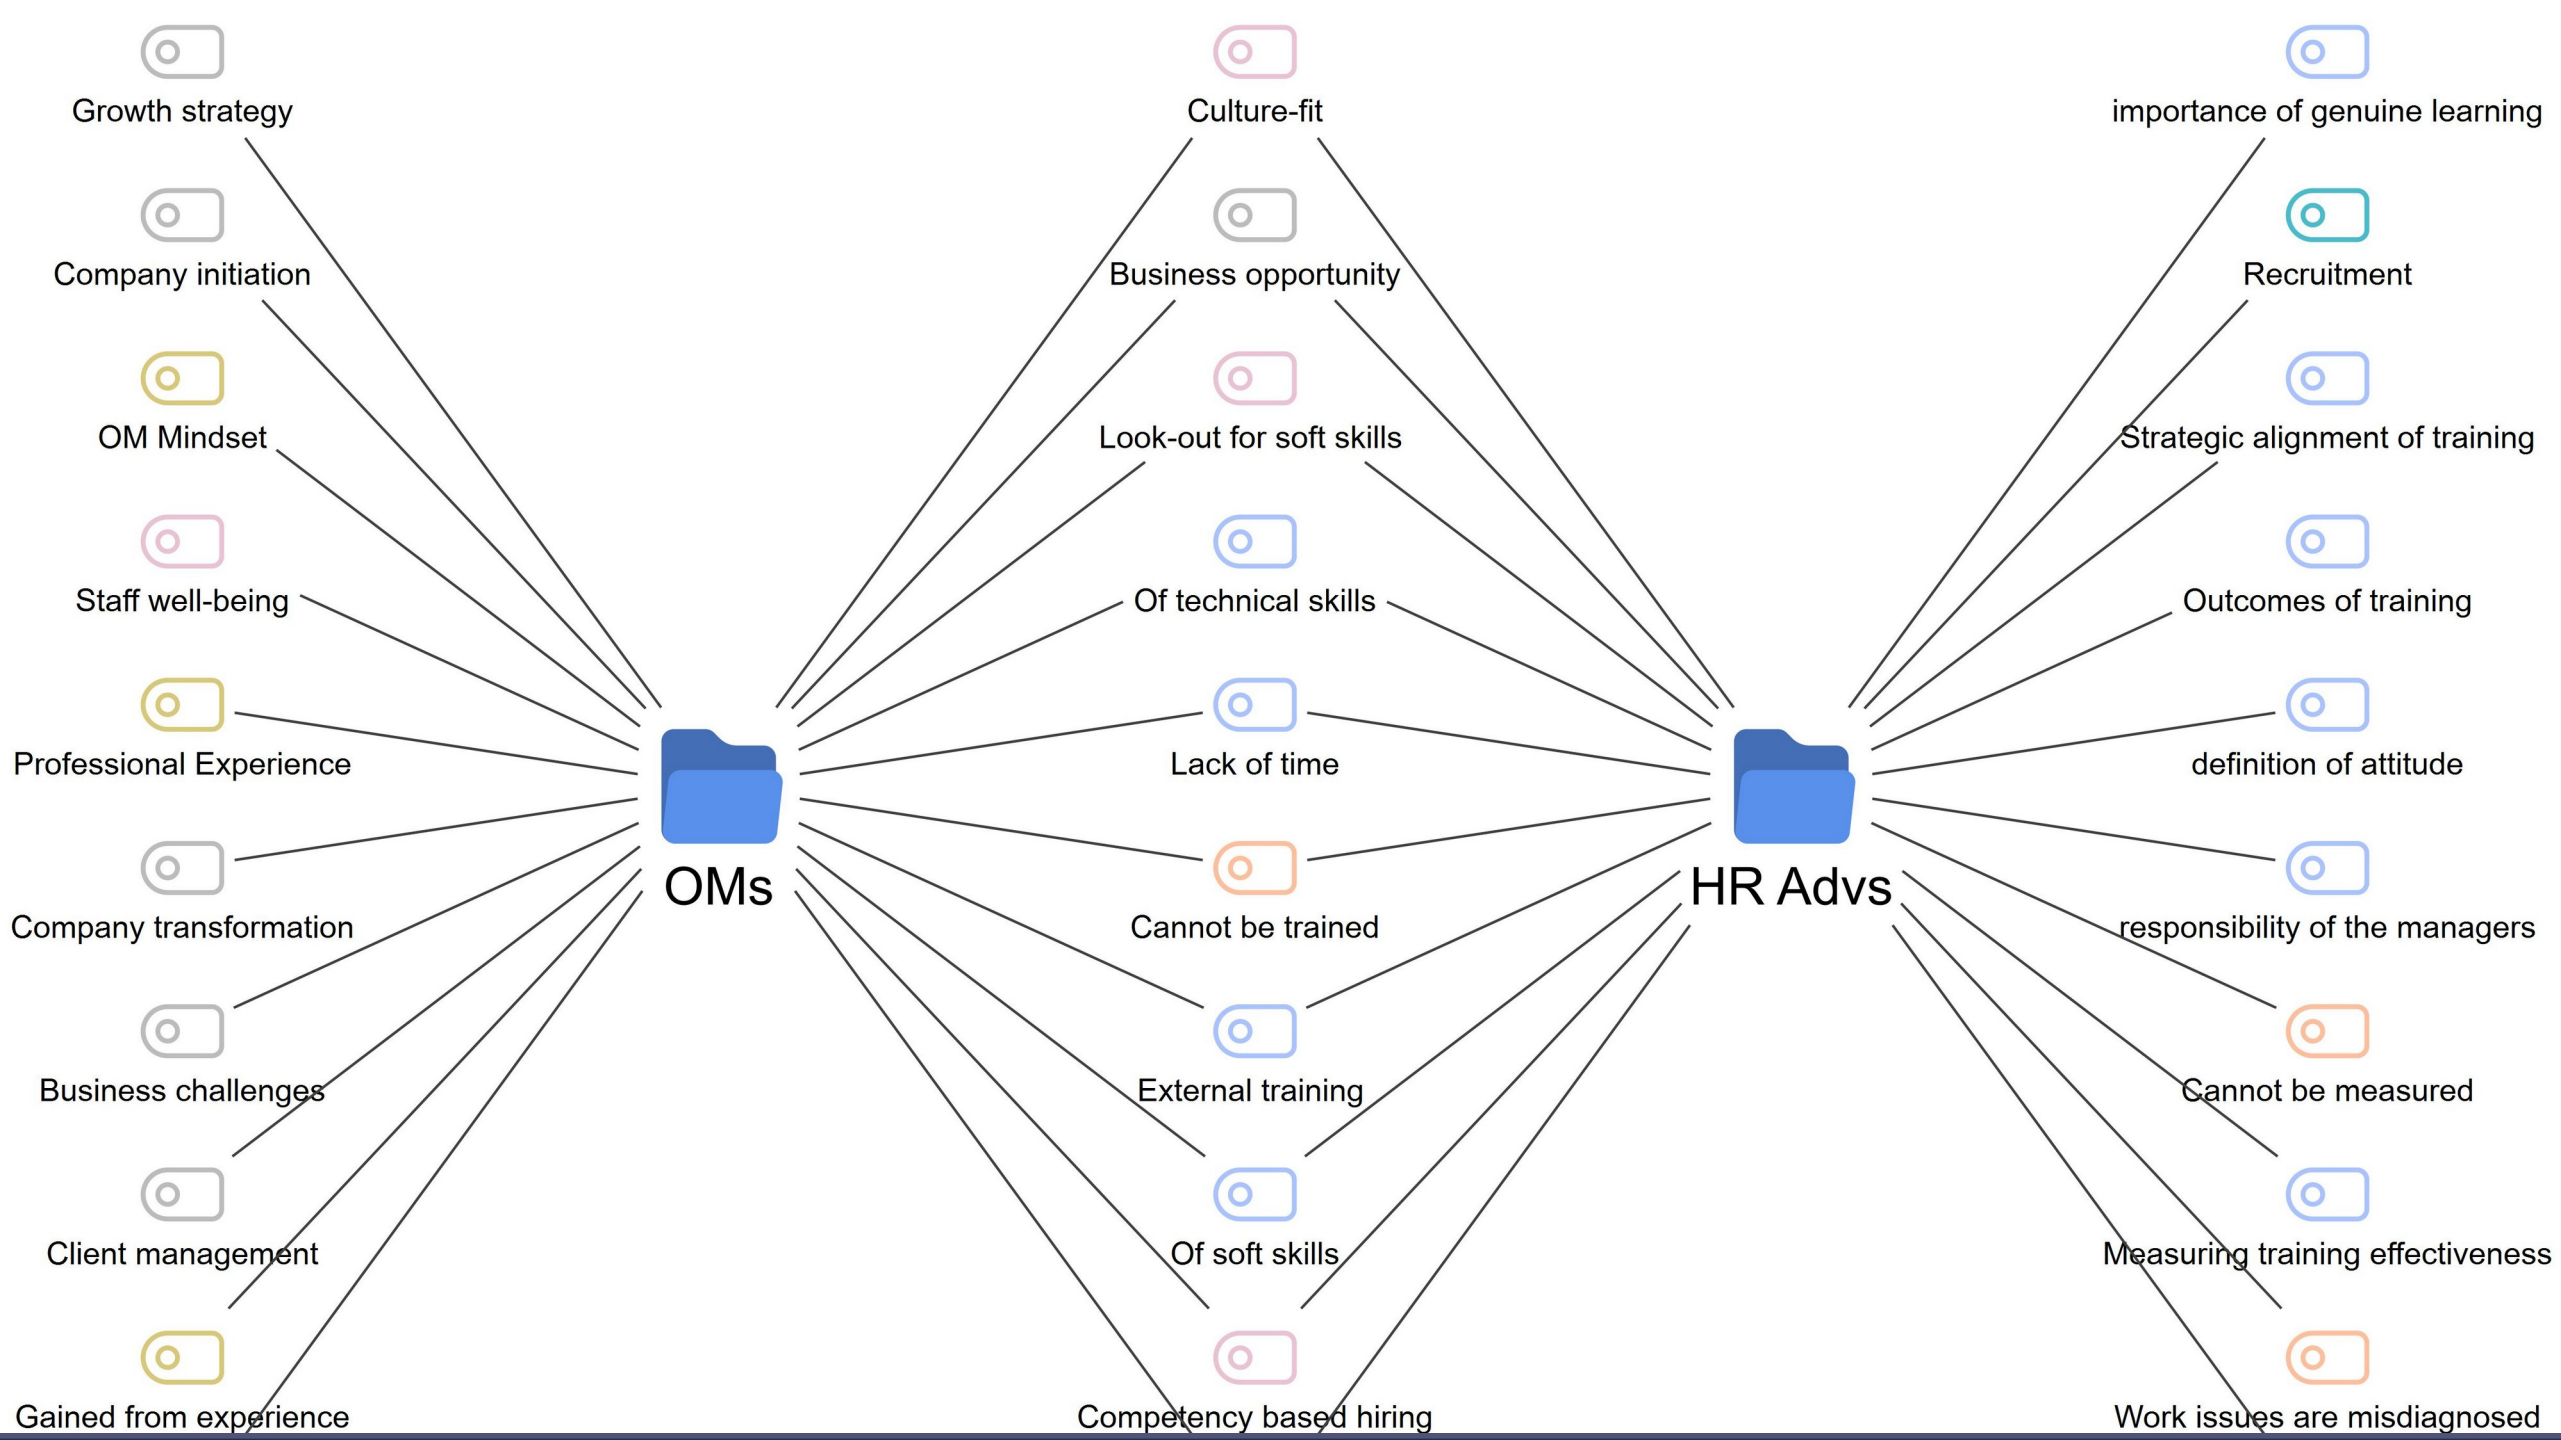 Growth strategy
Culture-fit
importance of genuine learning
Company initiation
Business opportunity
Recruitment
OM Mindset
Look-out for soft skills
Strategic alignment of training
Staff well-being
Of technical skills
Outcomes of training
Professional Experience
Lack of time
definition of attitude
OMs
HR Advs
Company transformation
Cannot be trained
responsibility of the managers
Business challenges
External training
Cannot be measured
Client management
Of soft skills
Measuring training effectiveness
Gained from experience
Competency based hiring
Work issues are misdiagnosed